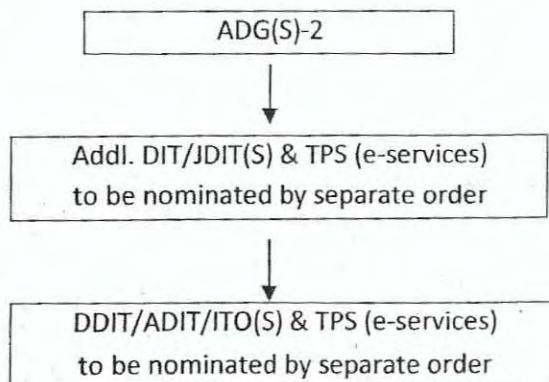 ADG(S)-2
Addl. DIT/JDIT(S) & TPS (e-services)
to be nominated by separate order
DDIT/ADIT/ITO(S) & TPS (e-services)
to be nominated by separate order